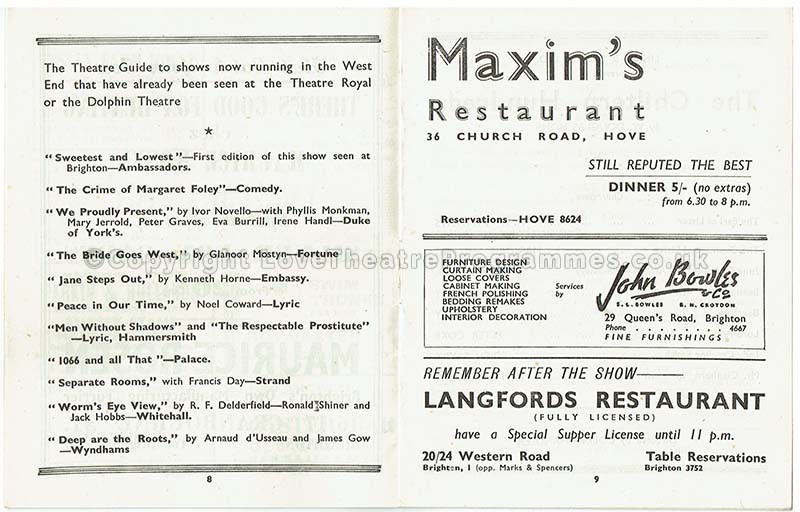 The Theatre Guide to shows now running in the West
End that have already been seen at the Theatre Royal
or the Dolphin Theatre
★
" Sweetest and Lowest"—First edition of this show seen at
Brighton—Ambassadors.
" The Crime of Margaret Foley"—Comedy.
" We Proudly Present," by Ivor Novello—with Phyllis Monkman,
Mary Jerrold, Peter Graves, Eva Burrill, Irene Handl—Duke
of York's.
" The Bride Goes West," by Glanoor Mostyn—Fortune
" Jane Steps Out," by Kenneth Horne—Embassy.
" Peace in Our Time," by Noel Coward—Lyric
"Men Without Shadows" and "The Respectable Prostitute"
—Lyric, Hammersmith
" 1066 and all That"—Palace.
" Separate Rooms," with Francis Day—Strand
" Worm's Eye View," by R. F. Delderfield—Ronald Shiner and
Jack Hobbs—Whitehall.
" Deep are the Roots," by Arnaud d'Usseau and James Gow
—Wyndhams
8
Maxim's
Restaurant
36 CHURCH ROAD, HOVE
STILL REPUTED THE BEST
DINNER 5/- (no extras)
from 6.30 to 8 p.m.
Reservations—HOVE 8624
FURNITURE DESIGN
CURTAIN MAKING
LOOSE COVERS
CABINET MAKING
FRENCH POLISHING
BEDDING REMAKES
UPHOLSTERY
INTERIOR DECORATION
Services
by
John Bowles
& Co.
S. L. BOWLES R. N. CROYDON
29 Queen's Road, Brighton
Phone . . . . . . . . 4667
FINE FURNISHINGS
REMEMBER AFTER THE SHOW—
LANGFORDS RESTAURANT
(FULLY LICENSED)
have a Special Supper License until 11 p.m.
20/24 Western Road Table Reservations
Brighton, 1 (opp. Marks & Spencers) Brighton 3752
9
© Copyright LoveTheatreProgrammes.co.uk